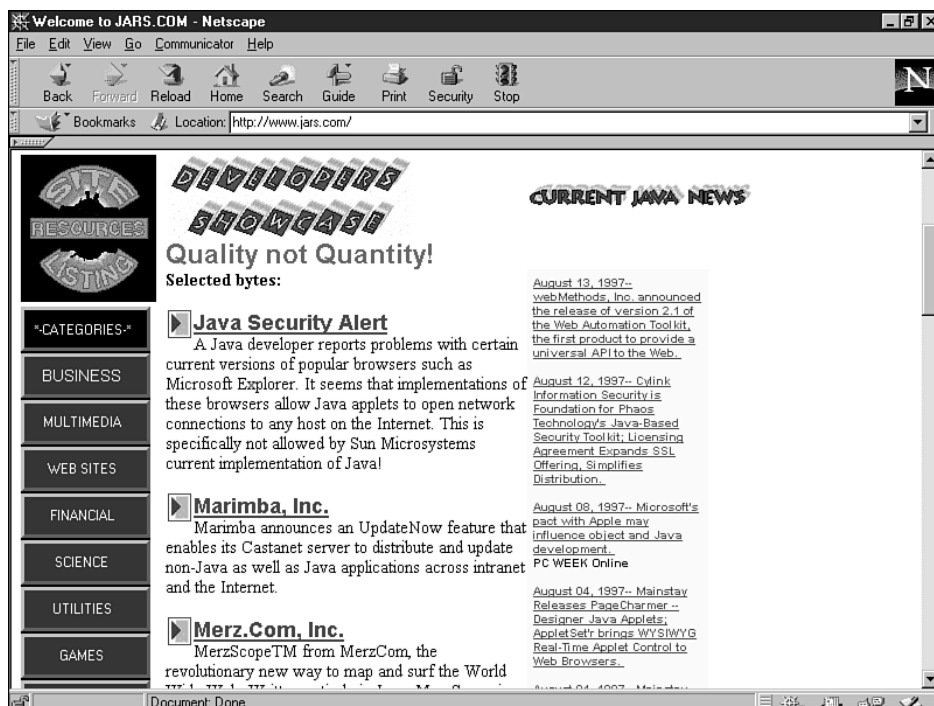 Welcome to JARS.COM - Netscape
File Edit View Go Communicator Help
Back Forward Reload Home Search Guide Print Security Stop
N
Bookmarks Location: http://www.jars.com/
SITE
RESOURCES
LISTING
*-CATEGORIES-*
BUSINESS
MULTIMEDIA
WEB SITES
FINANCIAL
SCIENCE
UTILITIES
GAMES
DEVELOPERS
SHOWCASE
Quality not Quantity!
Selected bytes:
Java Security Alert
A Java developer reports problems with certain
current versions of popular browsers such as
Microsoft Explorer. It seems that implementations of
these browsers allow Java applets to open network
connections to any host on the Internet. This is
specifically not allowed by Sun Microsystems
current implementation of Java!
Marimba, Inc.
Marimba announces an UpdateNow feature that
enables its Castanet server to distribute and update
non-Java as well as Java applications across intranet
and the Internet.
Merz.Com, Inc.
MerzScopeTM from MerzCom, the
revolutionary new way to map and surf the World
CURRENT JAVA NEWS
August 13, 1997--
webMethods, Inc. announced
the release of version 2.1 of
the Web Automation Toolkit,
the first product to provide a
universal API to the Web.
August 12, 1997-- Cylink
Information Security is
Foundation for Phaos
Technology's Java-Based
Security Toolkit; Licensing
Agreement Expands SSL
Offering, Simplifies
Distribution.
August 08, 1997-- Microsoft's
pact with Apple may
influence object and Java
development.
PC WEEK Online
August 04, 1997-- Mainstay
Releases PageCharmer --
Designer Java Applets;
AppletSet'r brings WYSIWYG
Real-Time Applet Control to
Web Browsers.
August 04, 1997-- Mainstay
Document: Done